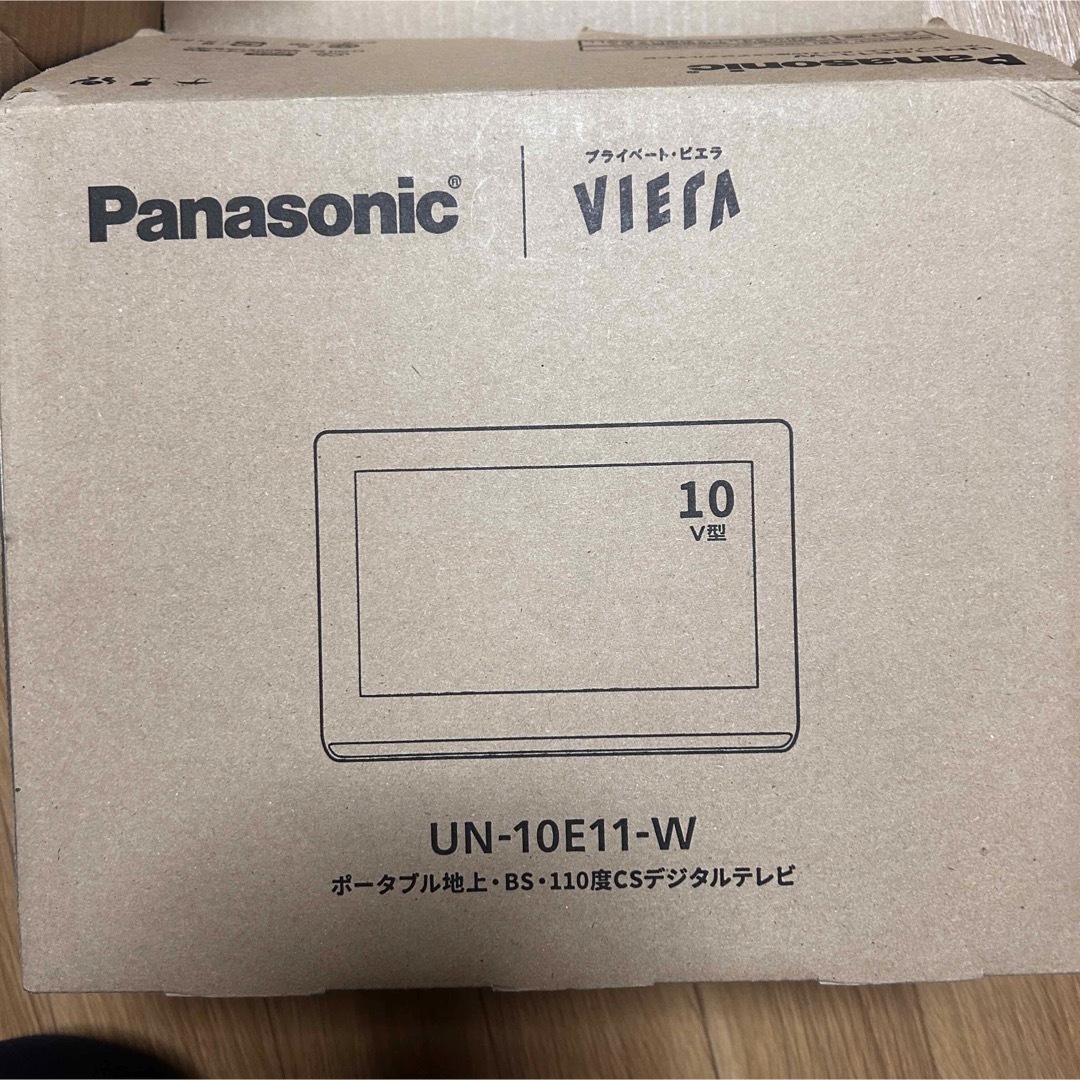 Panasonic
Panasonic®
プライベート・ビエラ
VIERA
10
V型
UN-10E11-W
ポータブル地上・BS・110度CSデジタルテレビ